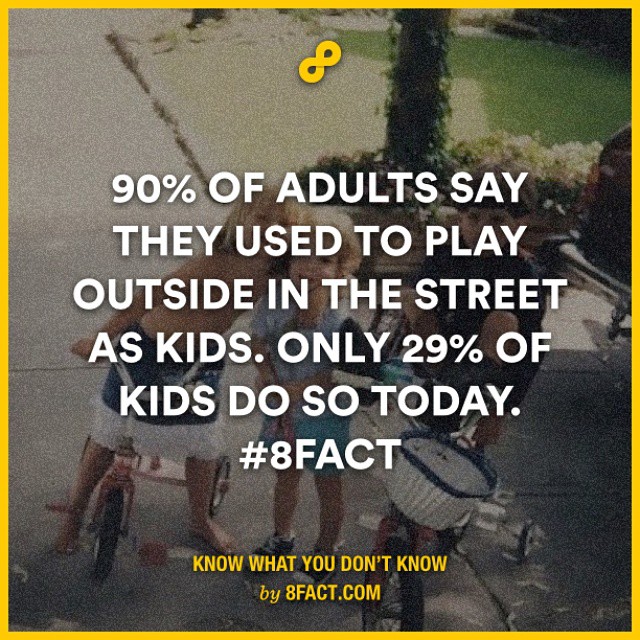 90% OF ADULTS SAY
THEY USED TO PLAY
OUTSIDE IN THE STREET
AS KIDS. ONLY 29% OF
KIDS DO SO TODAY.
#8FACT
KNOW WHAT YOU DON'T KNOW
by 8FACT.COM